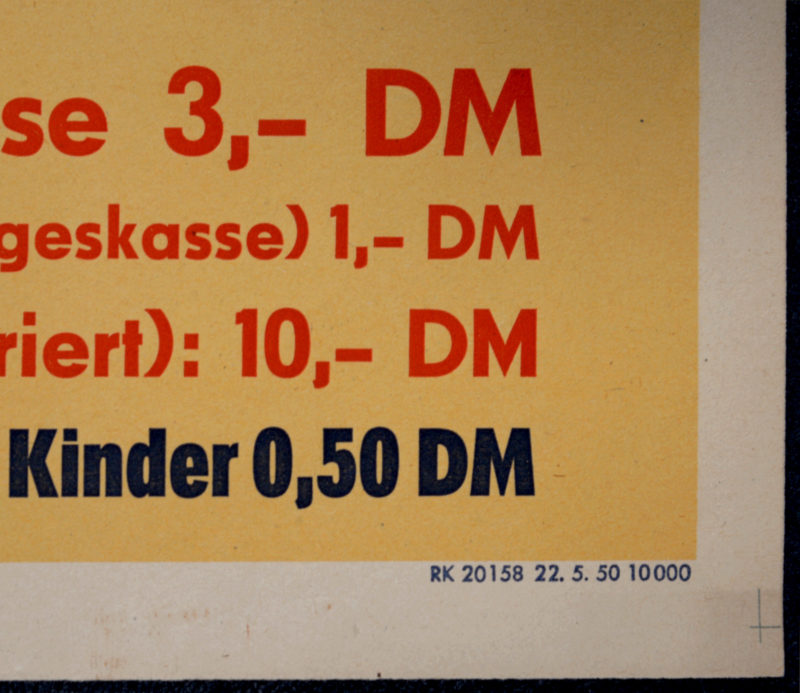 se 3,– DM
geskasse) 1,– DM
riert): 10,– DM
Kinder 0,50 DM
RK 20158 22. 5. 50 10000